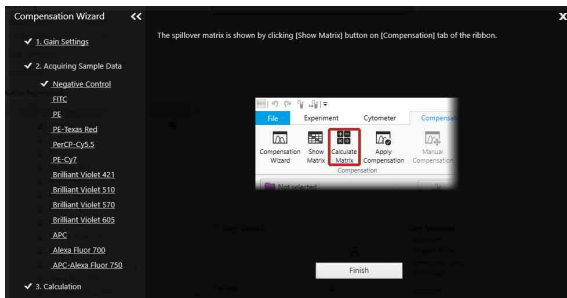 Compensation Wizard
<<
X
✔ 1. Gain Settings
✔ 2. Acquiring Sample Data
✔ Negative Control
FITC
PE
PE-Texas Red
PerCP-Cy5.5
PE-Cy7
Brilliant Violet 421
Brilliant Violet 510
Brilliant Violet 570
Brilliant Violet 605
APC
Alexa Fluor 700
APC-Alexa Fluor 750
✔ 3. Calculation
The spillover matrix is shown by clicking [Show Matrix] button on [Compensation] tab of the ribbon.
File Experiment Cytometer Compensat
Compensation Wizard
Show Matrix
Calculate Matrix
Apply Compensation
Manual Compensation
Compensation
Not selected
Finish